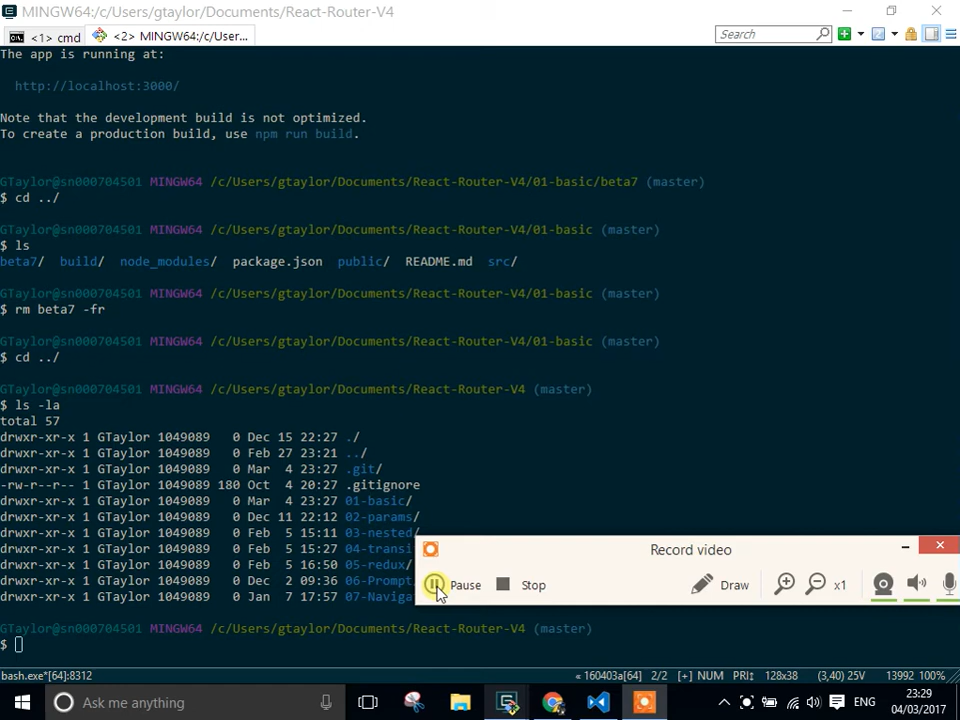 MINGW64:/c/Users/gtaylor/Documents/React-Router-V4
<1> cmd
<2> MINGW64:/c/User...
Search
The app is running at:
http://localhost:3000/
Note that the development build is not optimized.
To create a production build, use npm run build.
GTaylor@sn000704501 MINGW64 /c/Users/gtaylor/Documents/React-Router-V4/01-basic/beta7 (master)
$ cd ../
GTaylor@sn000704501 MINGW64 /c/Users/gtaylor/Documents/React-Router-V4/01-basic (master)
$ ls
beta7/ build/ node_modules/ package.json public/ README.md src/
GTaylor@sn000704501 MINGW64 /c/Users/gtaylor/Documents/React-Router-V4/01-basic (master)
$ rm beta7 -fr
GTaylor@sn000704501 MINGW64 /c/Users/gtaylor/Documents/React-Router-V4/01-basic (master)
$ cd ../
GTaylor@sn000704501 MINGW64 /c/Users/gtaylor/Documents/React-Router-V4 (master)
$ ls -la
total 57
drwxr-xr-x 1 GTaylor 1049089 0 Dec 15 22:27 ./
drwxr-xr-x 1 GTaylor 1049089 0 Feb 27 23:21 ../
drwxr-xr-x 1 GTaylor 1049089 0 Mar 4 23:27 .git/
-rw-r--r-- 1 GTaylor 1049089 180 Oct 4 20:27 .gitignore
drwxr-xr-x 1 GTaylor 1049089 0 Mar 4 23:27 01-basic/
drwxr-xr-x 1 GTaylor 1049089 0 Dec 11 22:12 02-params/
drwxr-xr-x 1 GTaylor 1049089 0 Feb 5 15:11 03-nested/
drwxr-xr-x 1 GTaylor 1049089 0 Feb 5 15:27 04-transi
drwxr-xr-x 1 GTaylor 1049089 0 Feb 5 16:50 05-redux/
drwxr-xr-x 1 GTaylor 1049089 0 Dec 2 09:36 06-Prompt
drwxr-xr-x 1 GTaylor 1049089 0 Jan 7 17:57 07-Naviga
Record video
Pause Stop Draw x1
GTaylor@sn000704501 MINGW64 /c/Users/gtaylor/Documents/React-Router-V4 (master)
$
bash.exe*[64]:8312 « 160403a[64] 2/2 [+] NUM PRI↕ 128x38 (3,40) 25V 13992 100%
Ask me anything
ENG
23:29
04/03/2017